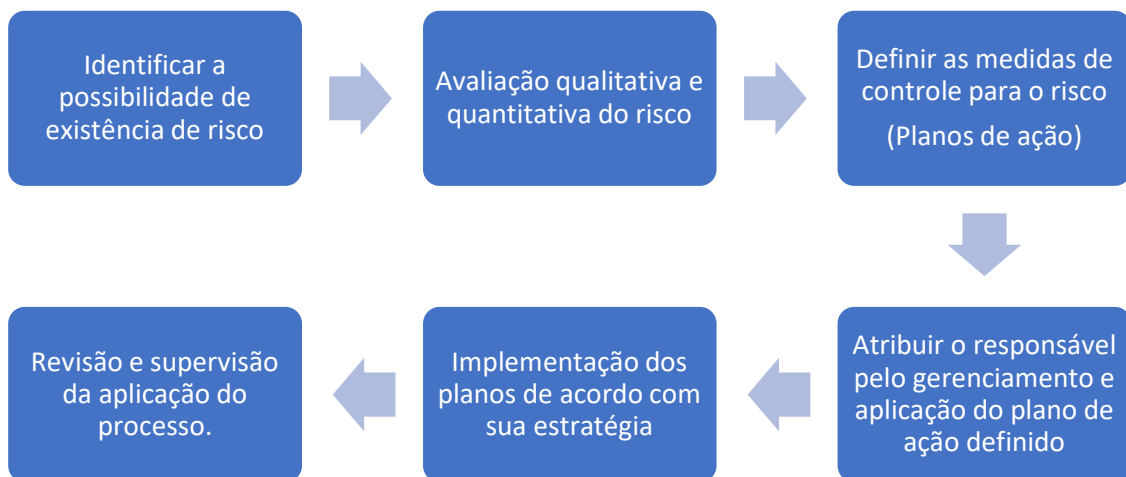 Identificar a
possibilidade de
existência de risco
Avaliação qualitativa e
quantitativa do risco
Definir as medidas de
controle para o risco
(Planos de ação)
Atribuir o responsável
pelo gerenciamento e
aplicação do plano de
ação definido
Implementação dos
planos de acordo com
sua estratégia
Revisão e supervisão
da aplicação do
processo.